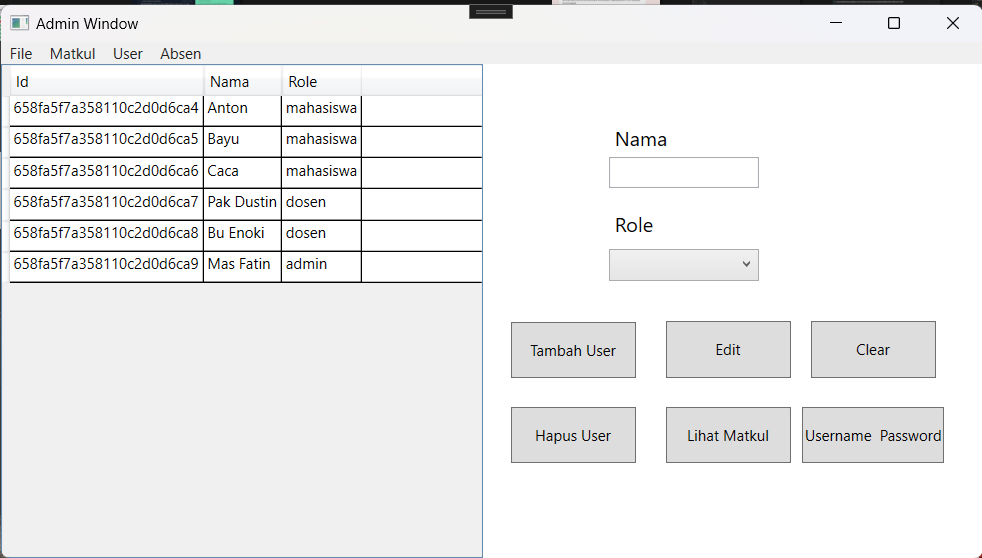 Admin Window
File Matkul User Absen
Id Nama Role
658fa5f7a358110c2d0d6ca4 Anton mahasiswa
658fa5f7a358110c2d0d6ca5 Bayu mahasiswa
658fa5f7a358110c2d0d6ca6 Caca mahasiswa
658fa5f7a358110c2d0d6ca7 Pak Dustin dosen
658fa5f7a358110c2d0d6ca8 Bu Enoki dosen
658fa5f7a358110c2d0d6ca9 Mas Fatin admin
Nama
Role
Tambah User Edit Clear
Hapus User Lihat Matkul Username  Password